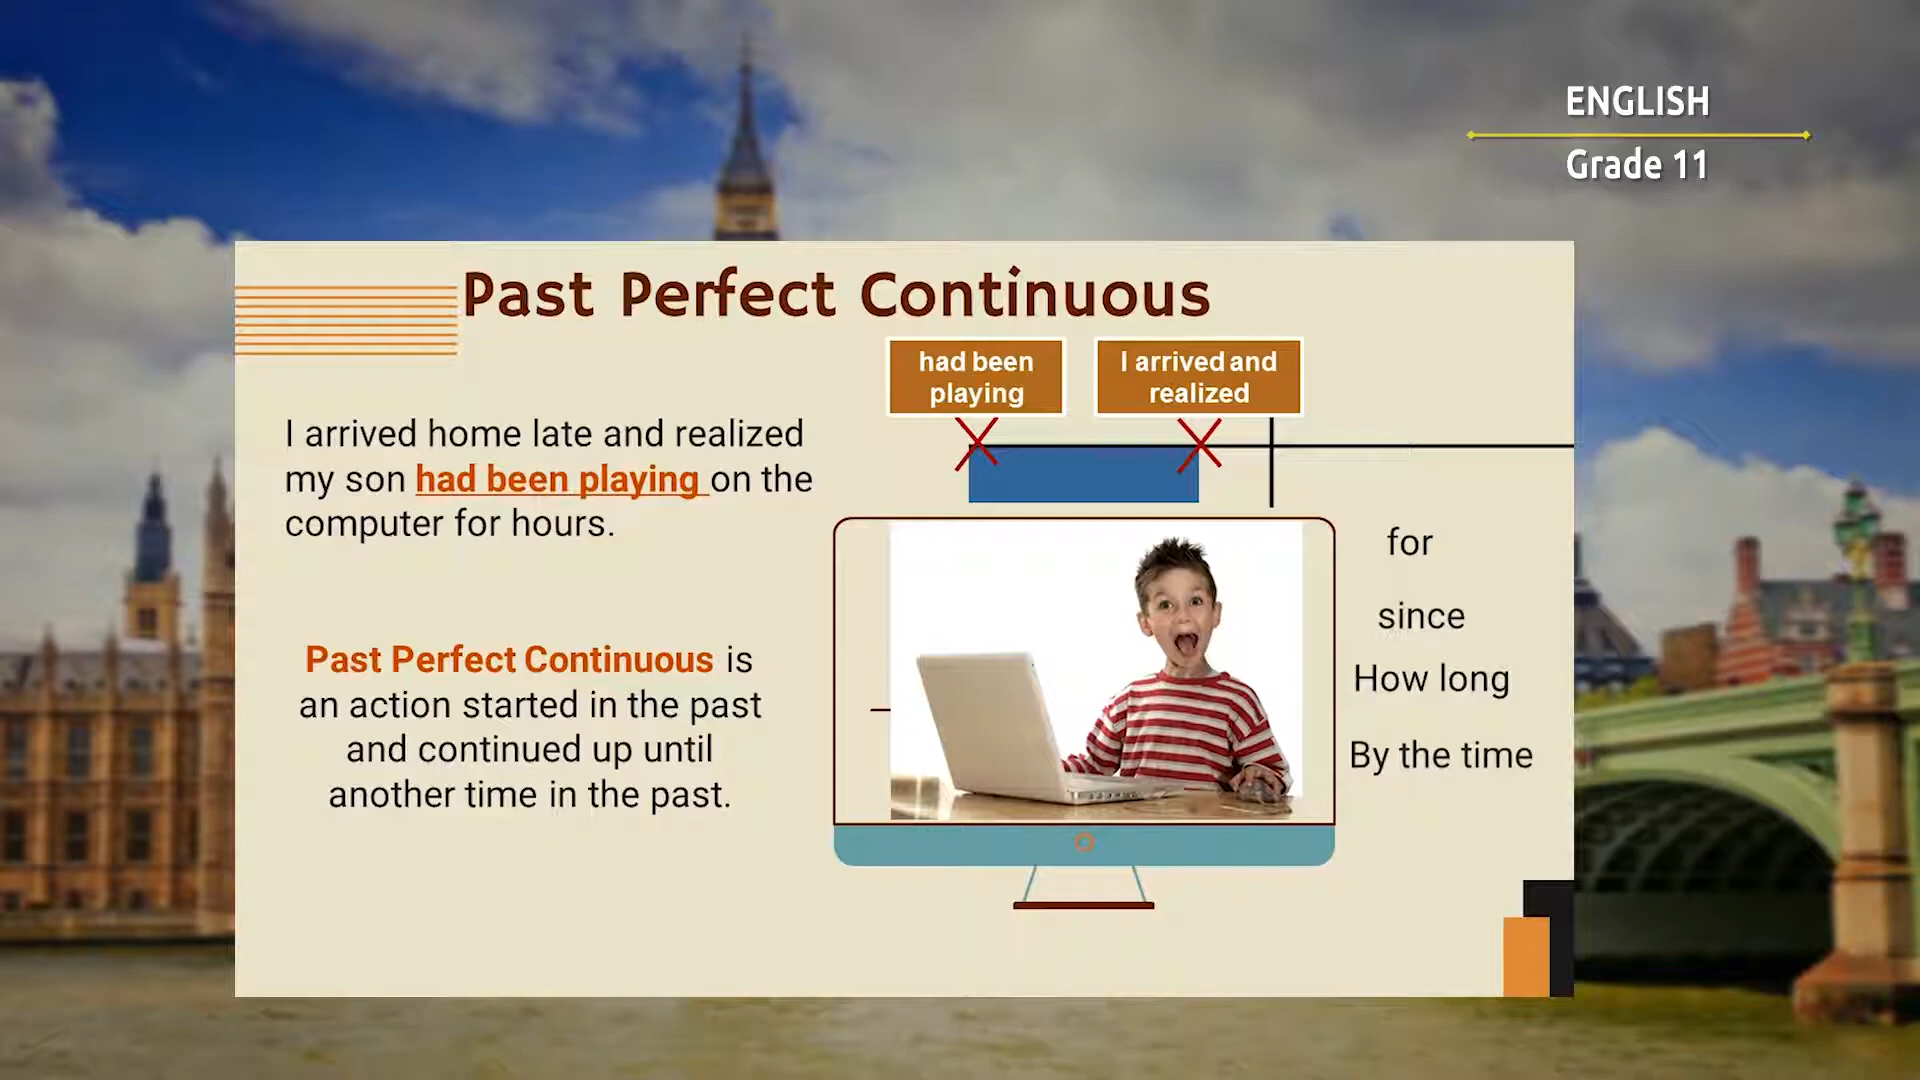 ENGLISH
Grade 11
Past Perfect Continuous
had been
playing
I arrived and
realized
I arrived home late and realized
my son had been playing on the
computer for hours.
Past Perfect Continuous is
an action started in the past
and continued up until
another time in the past.
for
since
How long
By the time